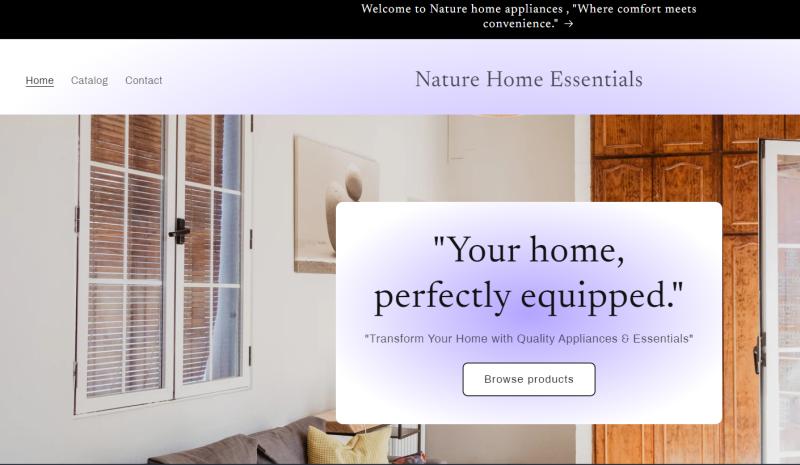 Welcome to Nature home appliances , "Where comfort meets
convenience." →
Home Catalog Contact
Nature Home Essentials
"Your home,
perfectly equipped."
"Transform Your Home with Quality Appliances & Essentials"
Browse products